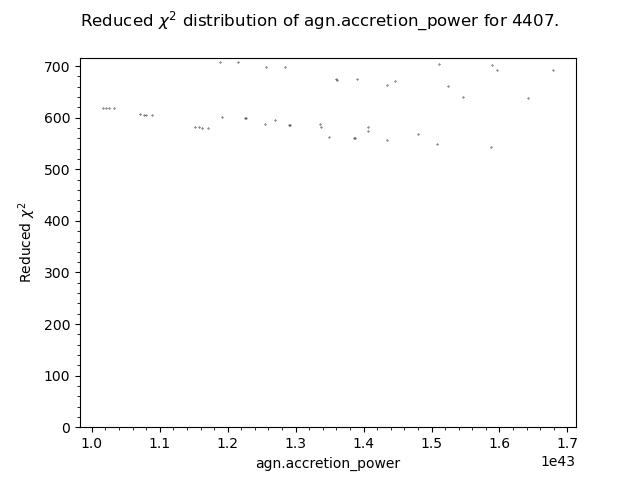 Reduced χ² distribution of agn.accretion_power for 4407.
700
600
500
400
300
200
100
0
Reduced χ²
1.0 1.1 1.2 1.3 1.4 1.5 1.6 1.7
1e43
agn.accretion_power